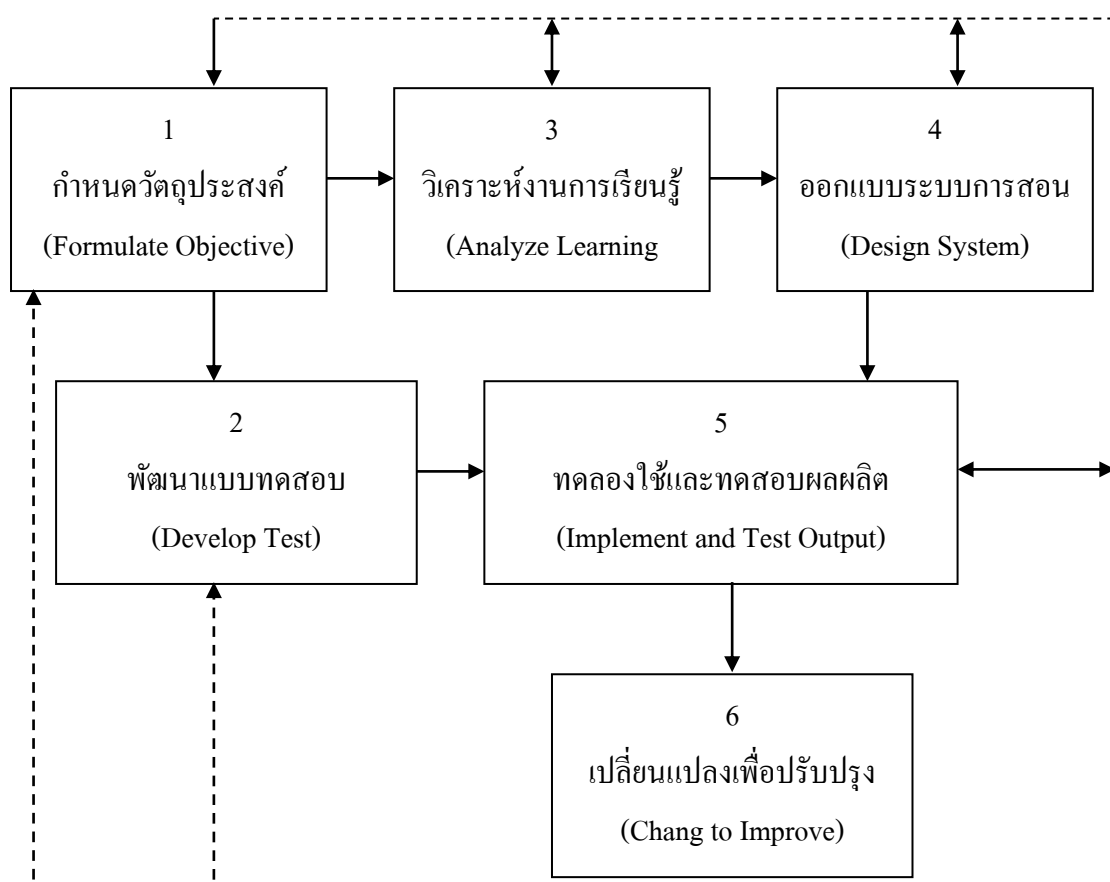 1
กำหนดวัตถุประสงค์
(Formulate Objective)
3
วิเคราะห์งานการเรียนรู้
(Analyze Learning
4
ออกแบบระบบการสอน
(Design System)
2
พัฒนาแบบทดสอบ
(Develop Test)
5
ทดลองใช้และทดสอบผลผลิต
(Implement and Test Output)
6
เปลี่ยนแปลงเพื่อปรับปรุง
(Chang to Improve)